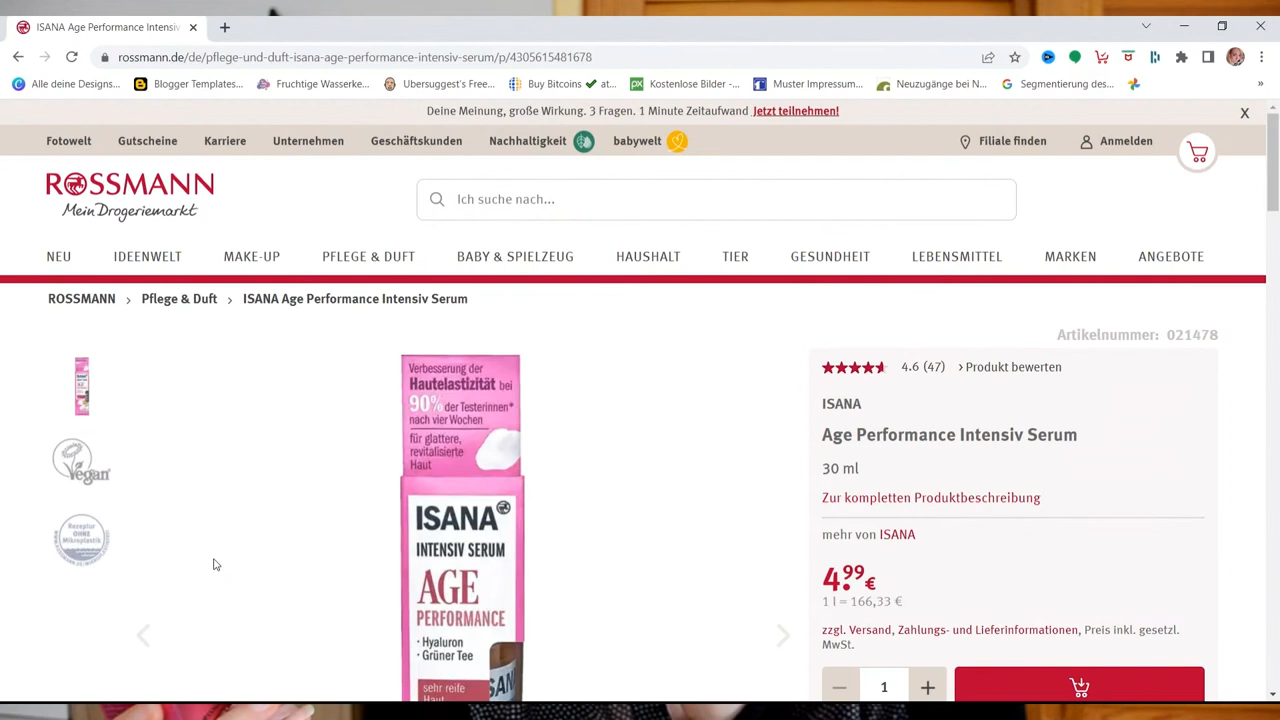 ISANA Age Performance Intensiv
rossmann.de/de/pflege-und-duft-isana-age-performance-intensiv-serum/p/4305615481678
Alle deine Designs... Blogger Templates... Fruchtige Wasserke... Ubersuggest's Free... Buy Bitcoins ✔ at... Kostenlose Bilder -... Muster Impressum... Neuzugänge bei N... Segmentierung des...
Deine Meinung, große Wirkung. 3 Fragen. 1 Minute Zeitaufwand Jetzt teilnehmen! X
Fotowelt Gutscheine Karriere Unternehmen Geschäftskunden Nachhaltigkeit babywelt Filiale finden Anmelden
ROSSMANN
Mein Drogeriemarkt
Ich suche nach...
NEU IDEENWELT MAKE-UP PFLEGE & DUFT BABY & SPIELZEUG HAUSHALT TIER GESUNDHEIT LEBENSMITTEL MARKEN ANGEBOTE
ROSSMANN > Pflege & Duft > ISANA Age Performance Intensiv Serum
Artikelnummer: 021478
Verbesserung der
Hautelastizität bei
90% der Testerinnen*
nach vier Wochen
für glattere,
revitalisierte
Haut
ISANA
INTENSIV SERUM
AGE
PERFORMANCE
· Hyaluron
· Grüner Tee
sehr reife
Haut
Vegan
Rezeptur
OHNE
Mikroplastik
4.6 (47) > Produkt bewerten
ISANA
Age Performance Intensiv Serum
30 ml
Zur kompletten Produktbeschreibung
mehr von ISANA
4.99 €
1 l = 166,33 €
zzgl. Versand, Zahlungs- und Lieferinformationen, Preis inkl. gesetzl.
MwSt.
− 1 +